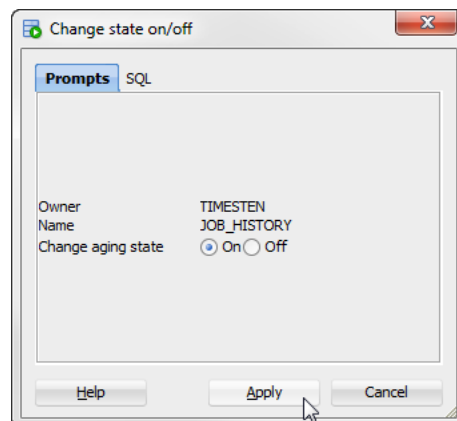 Change state on/off
Prompts SQL
Owner TIMESTEN
Name JOB_HISTORY
Change aging state On Off
Help Apply Cancel